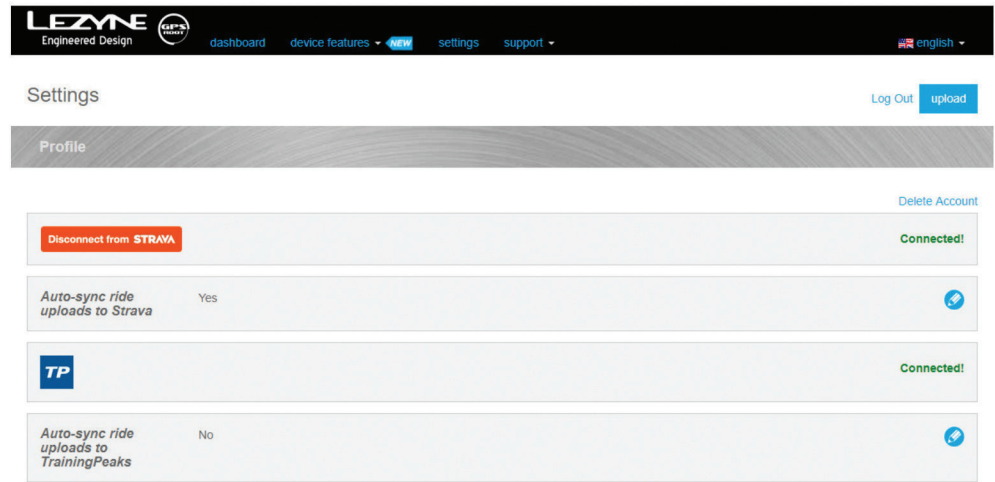 LEZYNE
Engineered Design
GPS
ROOT
dashboard device features NEW settings support english
Settings
Log Out upload
Profile
Delete Account
Disconnect from STRAVA Connected!
Auto-sync ride
uploads to Strava
Yes
TP Connected!
Auto-sync ride
uploads to
TrainingPeaks
No